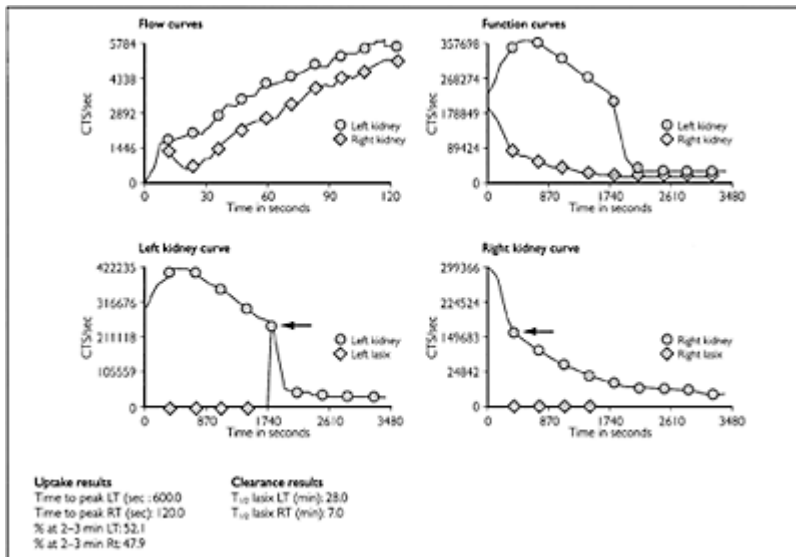 Flow curves
5784
4338
2892
1446
0
CTS/sec
0 30 60 90 120
Time in seconds
Left kidney
Right kidney
Function curves
357698
268274
178849
89424
0
CTS/sec
0 870 1740 2610 3480
Time in seconds
Left kidney
Right kidney
Left kidney curve
422235
316676
211118
105559
0
CTS/sec
0 870 1740 2610 3480
Time in seconds
Left kidney
Left lasix
Right kidney curve
299366
224524
149683
24842
0
CTS/sec
0 870 1740 2610 3480
Time in seconds
Right kidney
Right lasix
Uptake results
Time to peak LT (sec : 600.0
Time to peak RT (sec): 120.0
% at 2–3 min LT: 52.1
% at 2–3 min Rt: 47.9
Clearance results
T1/2 lasix LT (min): 28.0
T1/2 lasix RT (min): 7.0